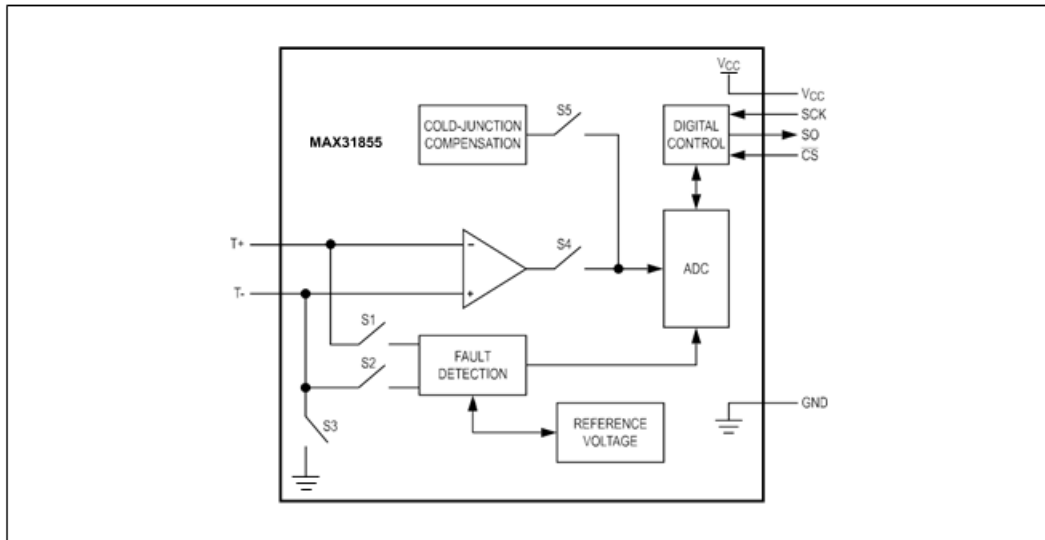 VCC
VCC
S5
COLD-JUNCTION
COMPENSATION
DIGITAL
CONTROL
SCK
SO
CS
MAX31855
T+
-
S4
ADC
T-
+
S1
FAULT
DETECTION
S2
S3
REFERENCE
VOLTAGE
GND